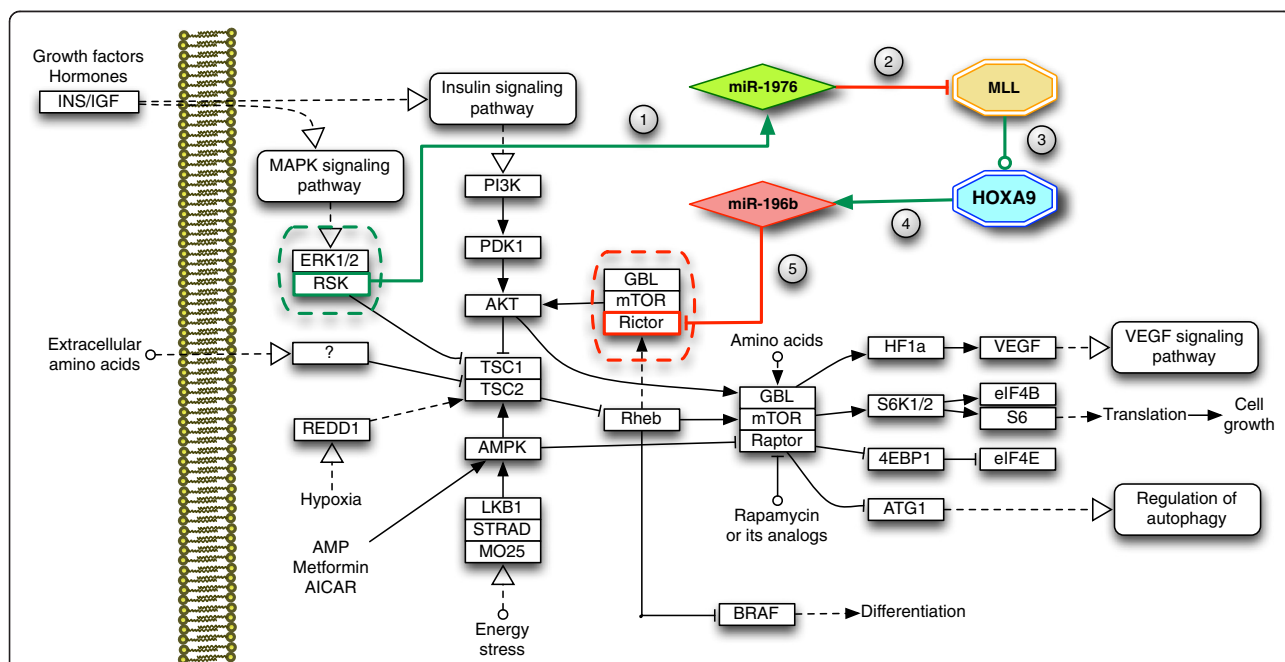 Growth factors
Hormones
INS/IGF
Insulin signaling
pathway
MAPK signaling
pathway
1
miR-1976
2
MLL
3
HOXA9
4
miR-196b
5
PI3K
PDK1
AKT
ERK1/2
RSK
GBL
mTOR
Rictor
Extracellular
amino acids
?
TSC1
TSC2
REDD1
Hypoxia
AMPK
AMP
Metformin
AICAR
LKB1
STRAD
MO25
Energy
stress
Rheb
Amino acids
GBL
mTOR
Raptor
Rapamycin
or its analogs
HF1a
VEGF
VEGF signaling
pathway
S6K1/2
eIF4B
S6
Translation
Cell
growth
4EBP1
eIF4E
ATG1
Regulation of
autophagy
BRAF
Differentiation